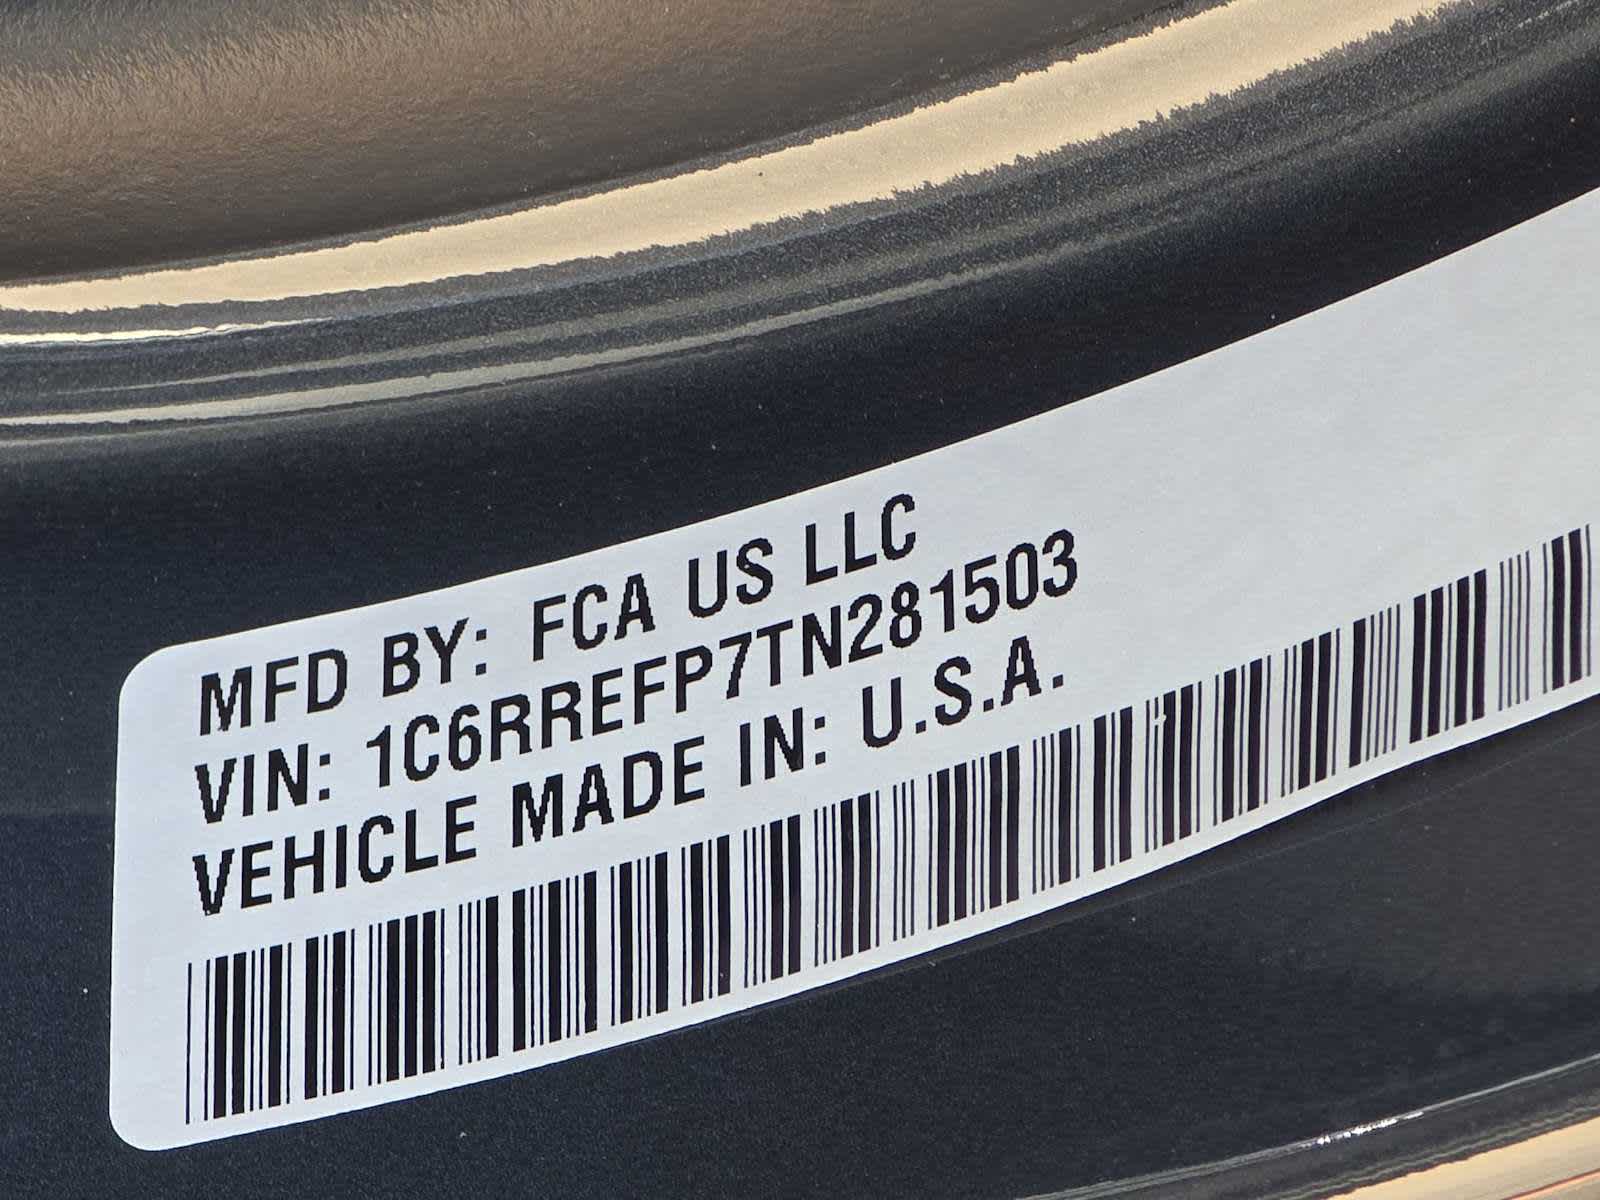 MFD BY: FCA US LLC
VIN: 1C6RREFP7TN281503
VEHICLE MADE IN: U.S.A.